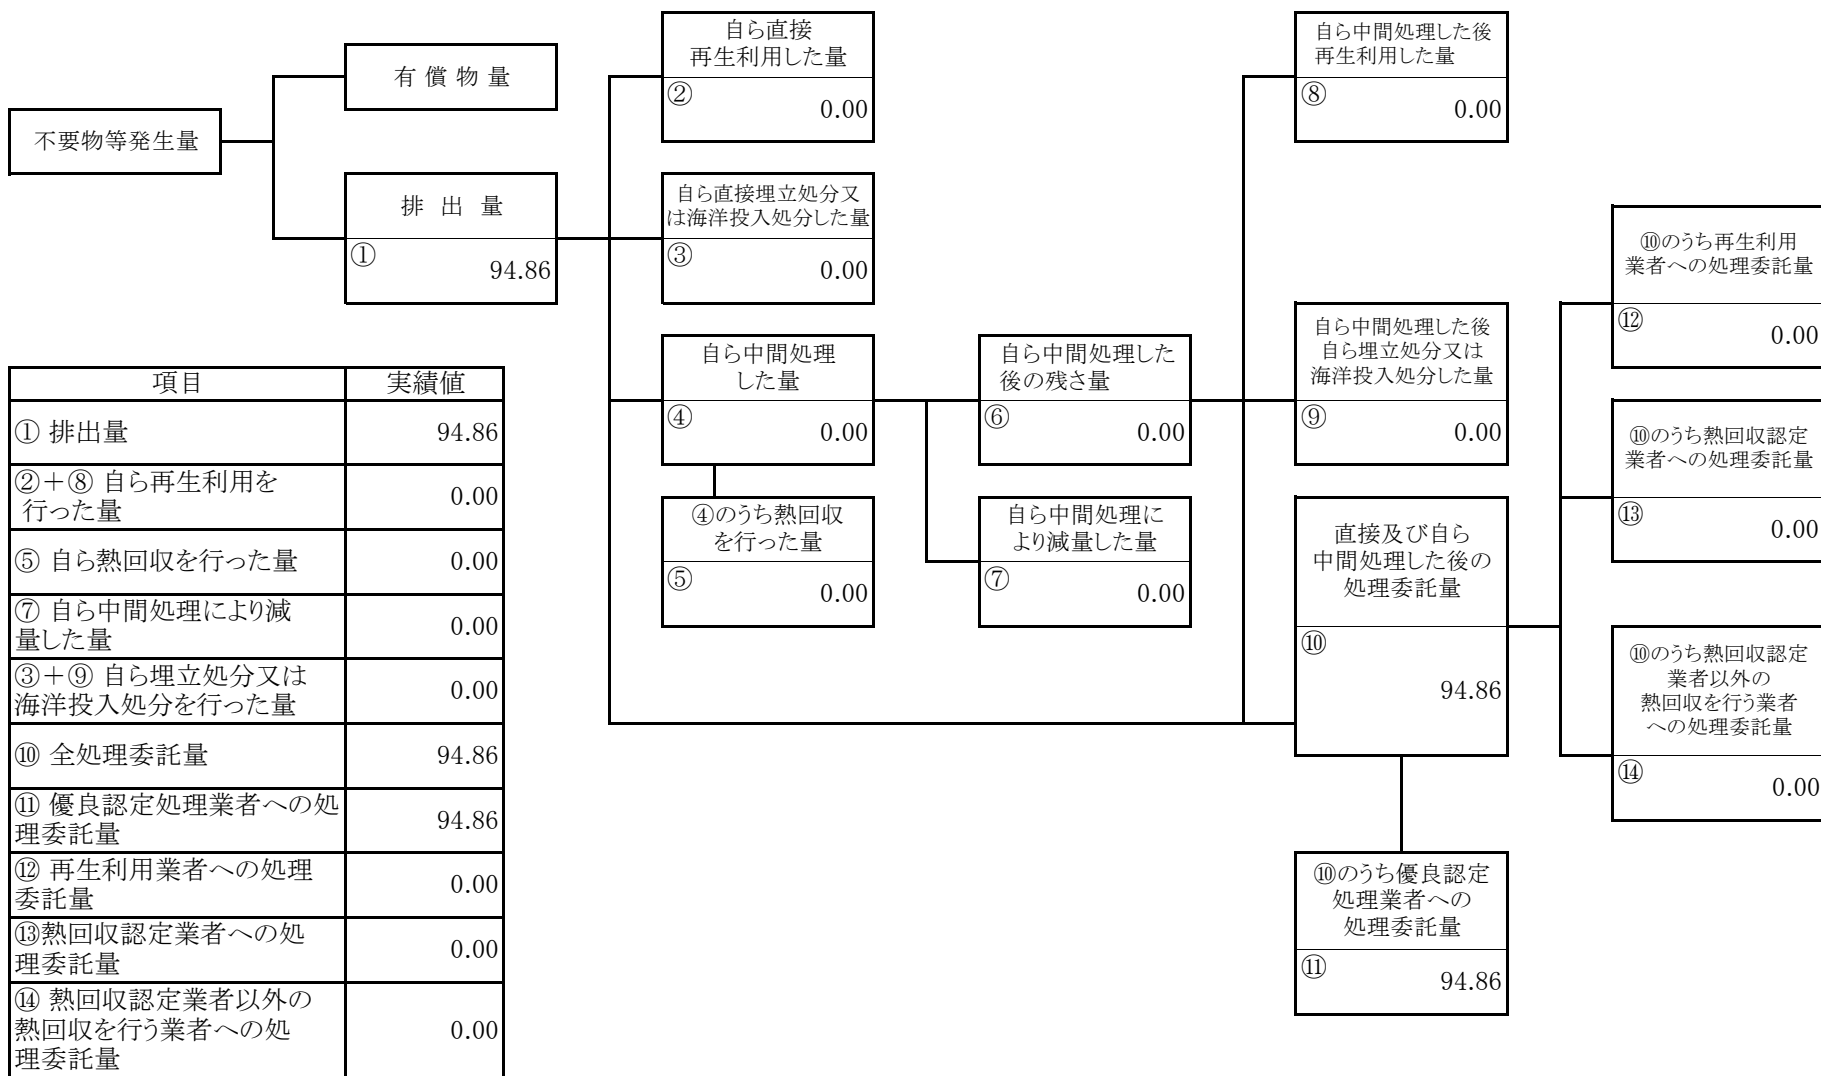 不要物等発生量
有 償 物 量
排 出 量
①
94.86
自ら直接
再生利用した量
②
0.00
自ら直接埋立処分又
は海洋投入処分した量
③
0.00
自ら中間処理
した量
④
0.00
④のうち熱回収
を行った量
⑤
0.00
自ら中間処理した
後の残さ量
⑥
0.00
自ら中間処理に
より減量した量
⑦
0.00
自ら中間処理した後
再生利用した量
⑧
0.00
自ら中間処理した後
自ら埋立処分又は
海洋投入処分した量
⑨
0.00
直接及び自ら
中間処理した後の
処理委託量
⑩
94.86
⑩のうち優良認定
処理業者への
処理委託量
⑪
94.86
⑩のうち再生利用
業者への処理委託量
⑫
0.00
⑩のうち熱回収認定
業者への処理委託量
⑬
0.00
⑩のうち熱回収認定
業者以外の
熱回収を行う業者
への処理委託量
⑭
0.00
項目 実績値
① 排出量 94.86
②+⑧ 自ら再生利用を
行った量 0.00
⑤ 自ら熱回収を行った量 0.00
⑦ 自ら中間処理により減
量した量 0.00
③+⑨ 自ら埋立処分又は
海洋投入処分を行った量 0.00
⑩ 全処理委託量 94.86
⑪ 優良認定処理業者への処
理委託量 94.86
⑫ 再生利用業者への処理
委託量 0.00
⑬熱回収認定業者への処
理委託量 0.00
⑭ 熱回収認定業者以外の
熱回収を行う業者への処
理委託量 0.00